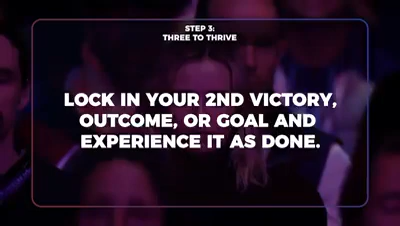 STEP 3:
THREE TO THRIVE
LOCK IN YOUR 2ND VICTORY,
OUTCOME, OR GOAL AND
EXPERIENCE IT AS DONE.